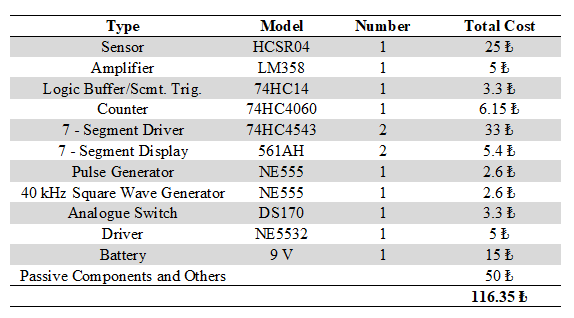 Type Model Number Total Cost
Sensor HCSR04 1 25 ₺
Amplifier LM358 1 5 ₺
Logic Buffer/Scmt. Trig. 74HC14 1 3.3 ₺
Counter 74HC4060 1 6.15 ₺
7 - Segment Driver 74HC4543 2 33 ₺
7 - Segment Display 561AH 2 5.4 ₺
Pulse Generator NE555 1 2.6 ₺
40 kHz Square Wave Generator NE555 1 2.6 ₺
Analogue Switch DS170 1 3.3 ₺
Driver NE5532 1 5 ₺
Battery 9 V 1 15 ₺
Passive Components and Others 50 ₺
116.35 ₺